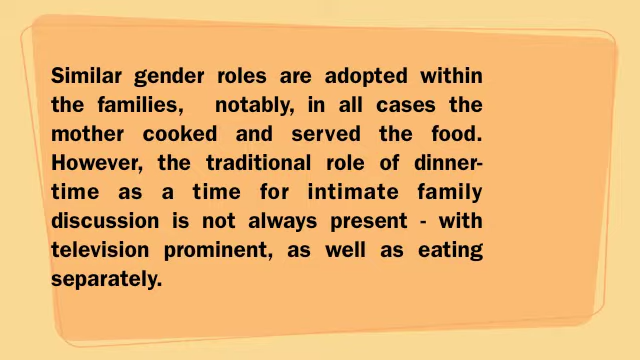 Similar gender roles are adopted within
the families, notably, in all cases the
mother cooked and served the food.
However, the traditional role of dinner-
time as a time for intimate family
discussion is not always present - with
television prominent, as well as eating
separately.